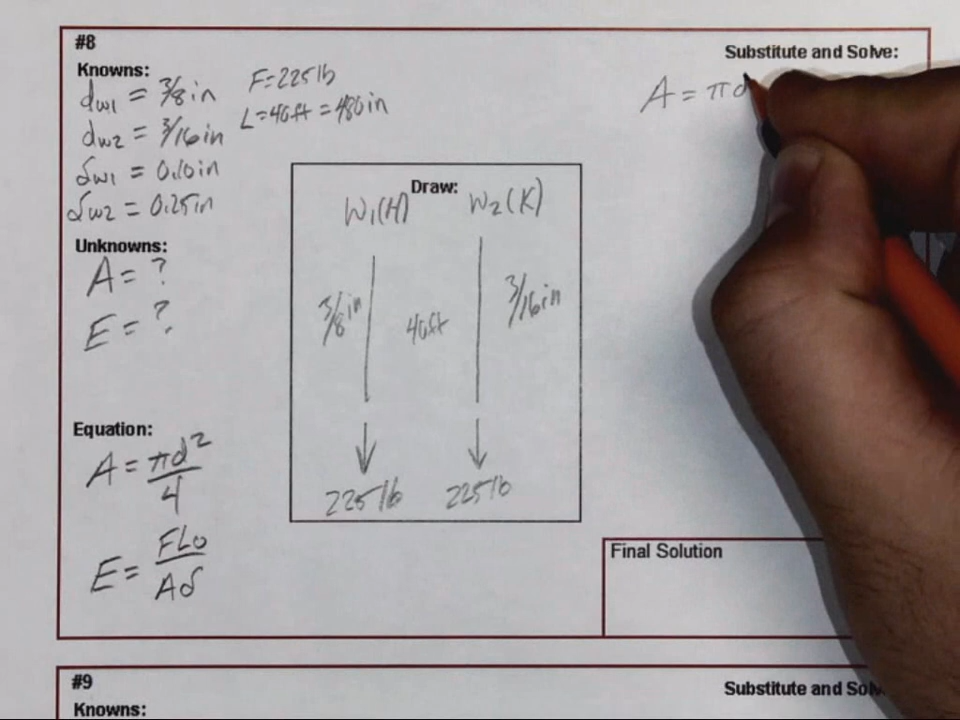 #8
Knowns:
dw1 = 3/8 in F = 225 lb
dw2 = 3/16 in L = 40ft = 480 in
δw1 = 0.10 in
δw2 = 0.25 in
Unknowns:
A = ?
E = ?
Equation:
A = πd²/4
E = FLo/Aδ
Draw:
W1(H) W2(K)
3/8 in 40ft 3/16 in
225 lb 225 lb
Substitute and Solve:
A = πd
Final Solution
#9
Knowns:
Substitute and